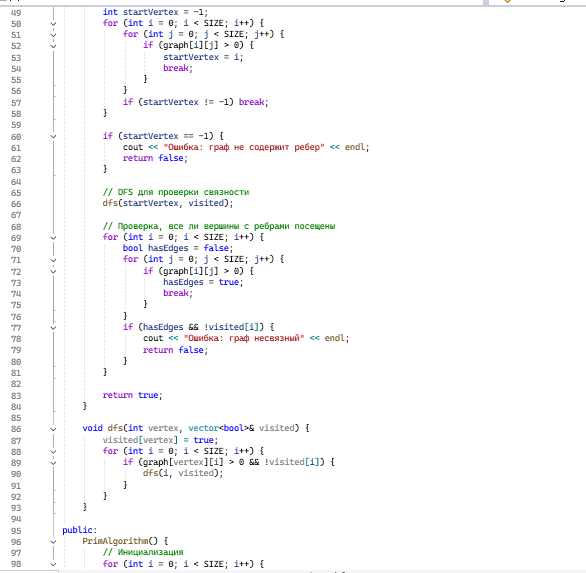 49 int startVertex = -1;
50 for (int i = 0; i < SIZE; i++) {
51 for (int j = 0; j < SIZE; j++) {
52 if (graph[i][j] > 0) {
53 startVertex = i;
54 break;
55 }
56 }
57 if (startVertex != -1) break;
58 }
59
60 if (startVertex == -1) {
61 cout << "Ошибка: граф не содержит ребер" << endl;
62 return false;
63 }
64
65 // DFS для проверки связности
66 dfs(startVertex, visited);
67
68 // Проверка, все ли вершины с ребрами посещены
69 for (int i = 0; i < SIZE; i++) {
70 bool hasEdges = false;
71 for (int j = 0; j < SIZE; j++) {
72 if (graph[i][j] > 0) {
73 hasEdges = true;
74 break;
75 }
76 }
77 if (hasEdges && !visited[i]) {
78 cout << "Ошибка: граф несвязный" << endl;
79 return false;
80 }
81 }
82
83 return true;
84 }
85
86 void dfs(int vertex, vector<bool>& visited) {
87 visited[vertex] = true;
88 for (int i = 0; i < SIZE; i++) {
89 if (graph[vertex][i] > 0 && !visited[i]) {
90 dfs(i, visited);
91 }
92 }
93 }
94
95 public:
96 PrimAlgorithm() {
97 // Инициализация
98 for (int i = 0; i < SIZE; i++) {